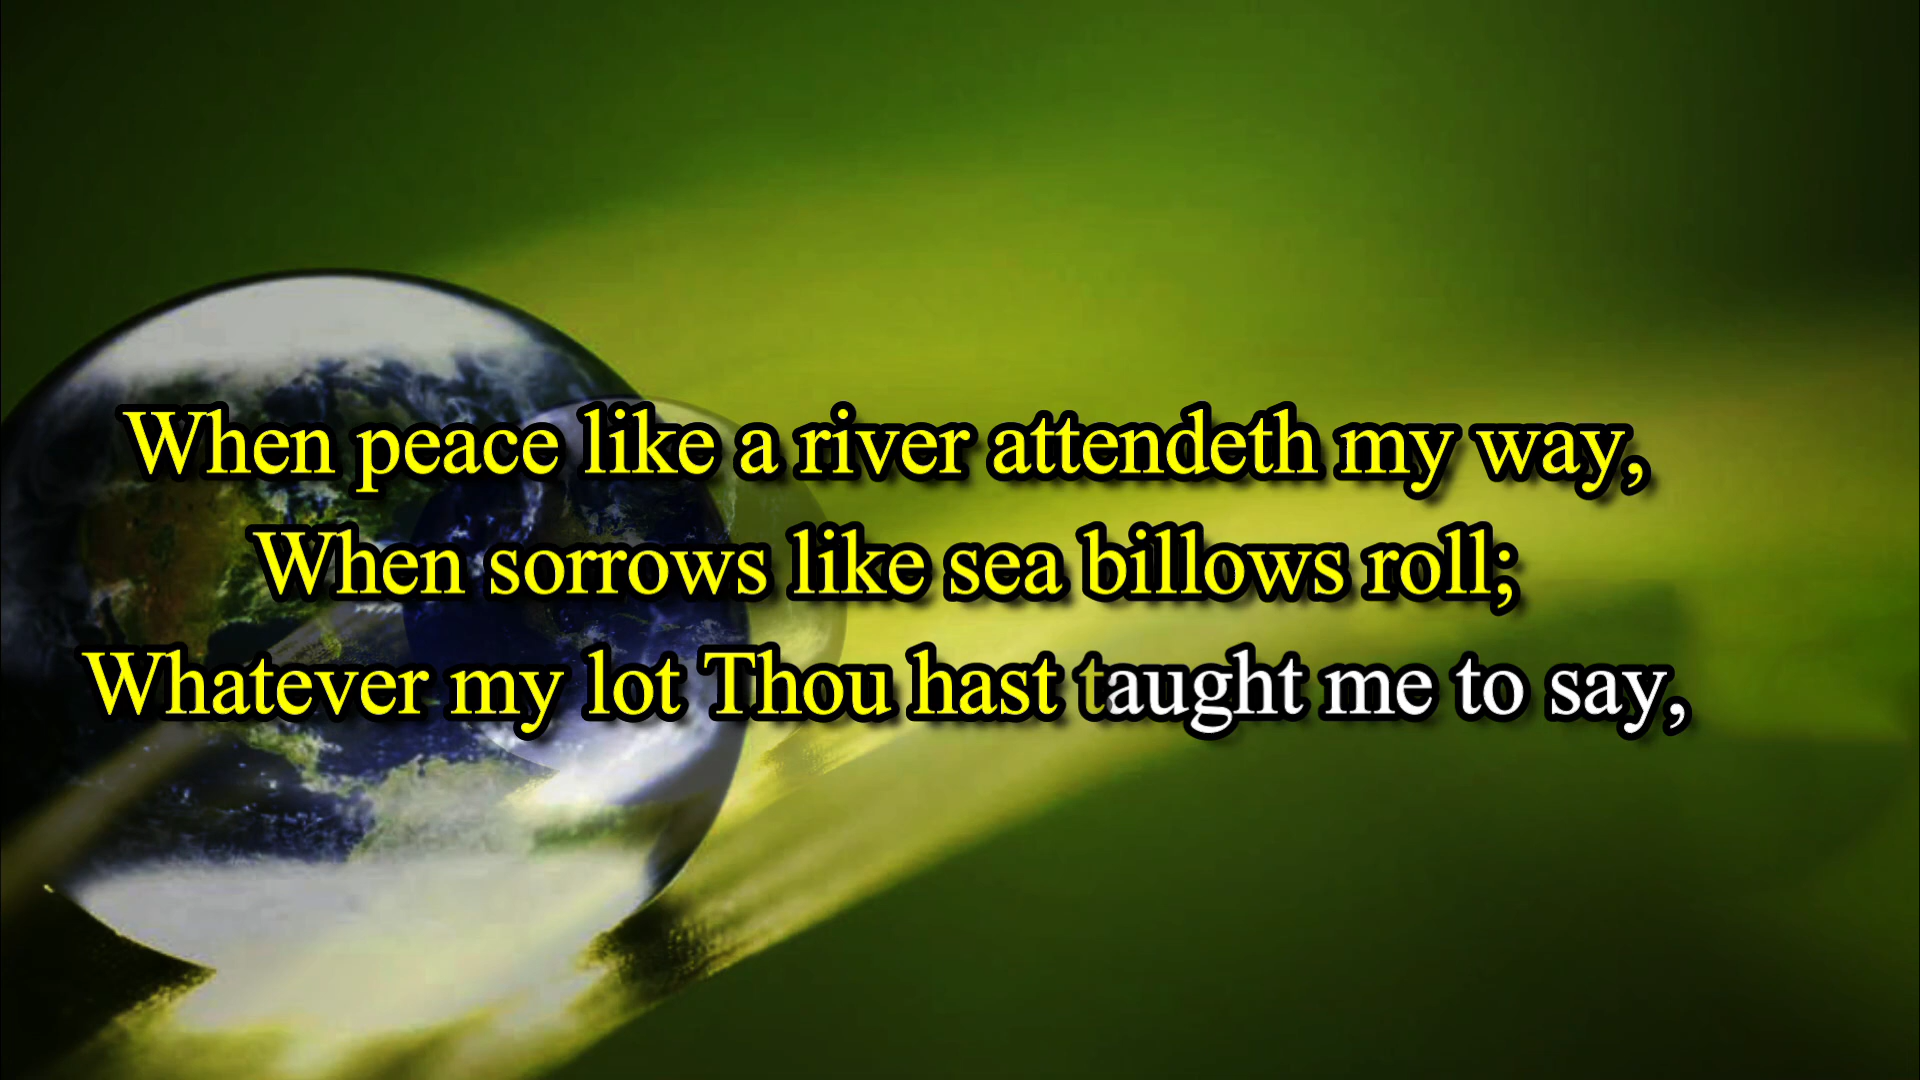 When peace like a river attendeth my way,
When sorrows like sea billows roll;
Whatever my lot Thou hast taught me to say,